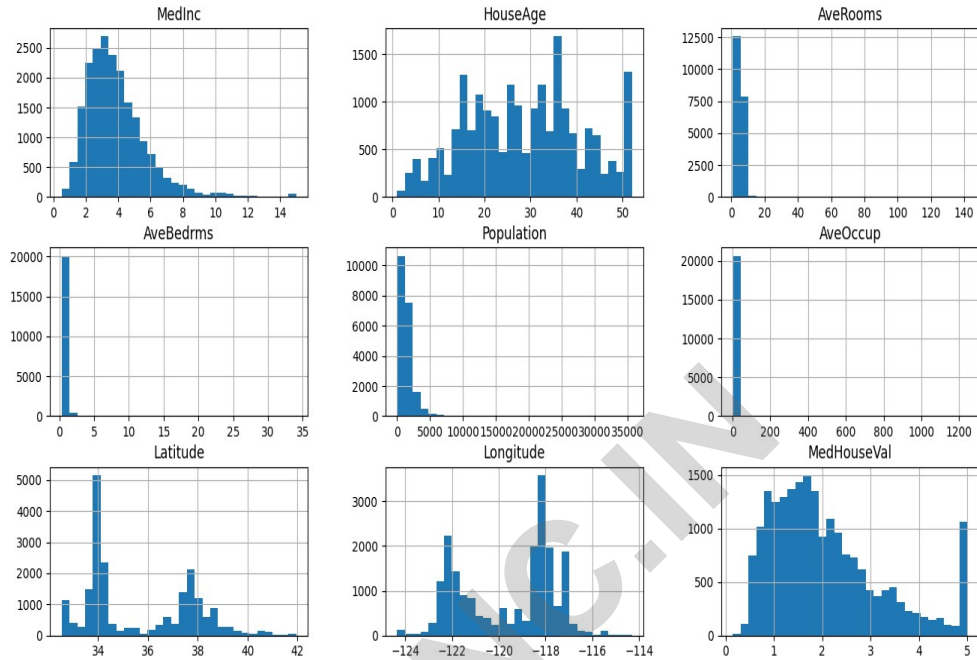 MedInc HouseAge AveRooms
2500 2000 1500 1000 500 0
1500 1000 500 0
12500 10000 7500 5000 2500 0
2 4 6 8 10 12 14
0 10 20 30 40 50
0 20 40 60 80 100 120 140
AveBedrms Population AveOccup
20000 15000 10000 5000 0
10000 8000 6000 4000 2000 0
20000 15000 10000 5000 0
0 5 10 15 20 25 30 35
0 5000 10000 15000 20000 25000 30000 35000
0 200 400 600 800 1000 1200
Latitude Longitude MedHouseVal
5000 4000 3000 2000 1000 0
3000 2000 1000 0
1500 1000 500 0
34 36 38 40 42
−124 −122 −120 −118 −116 −114
0 1 2 3 4 5
NC.IN